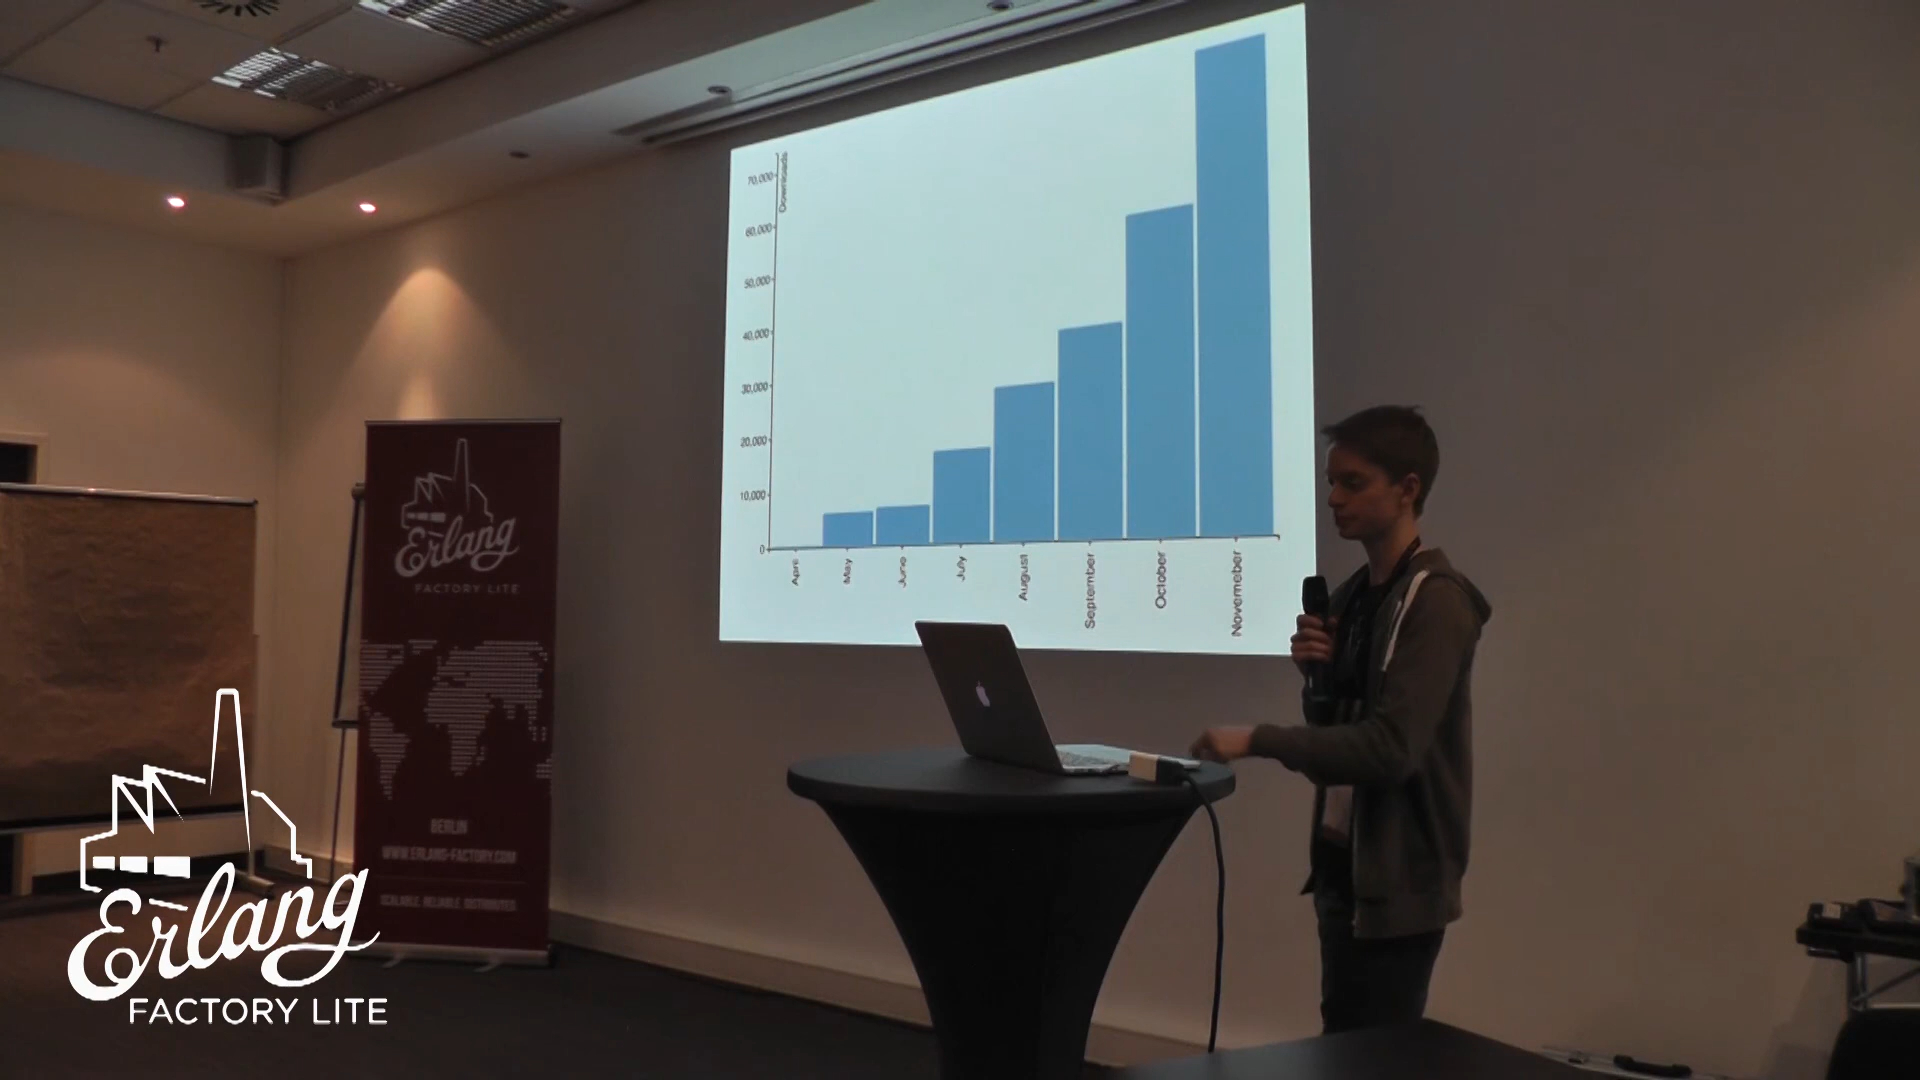 Downloads
70,000
60,000
50,000
40,000
30,000
20,000
10,000
0
April
May
June
July
August
September
October
Novemeber
Erlang
FACTORY LITE
BERLIN
WWW.ERLANG-FACTORY.COM
SCALABLE. RELIABLE. DISTRIBUTED.
Erlang
FACTORY LITE